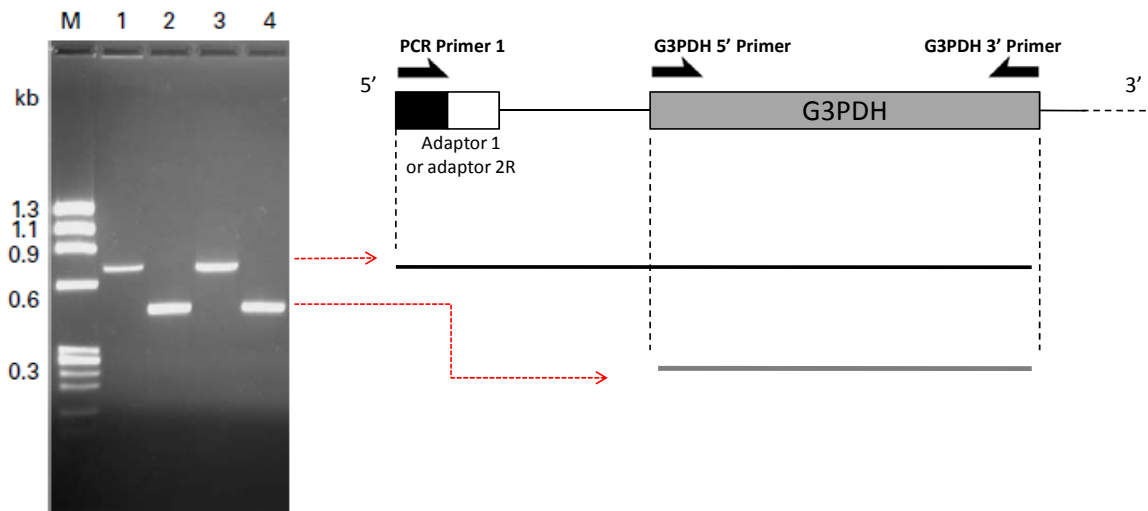 M 1 2 3 4
kb
1.3
1.1
0.9
0.6
0.3
PCR Primer 1
G3PDH 5’ Primer
G3PDH 3’ Primer
5’
3’
G3PDH
Adaptor 1
or adaptor 2R